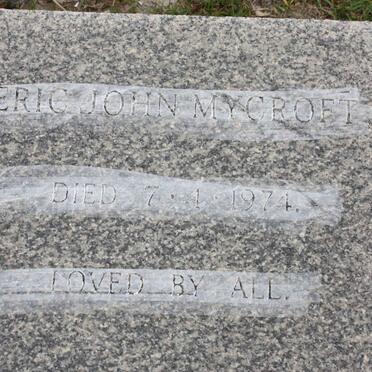 ERIC JOHN MYCROFT
DIED 7·4·1974.
LOVED BY ALL.